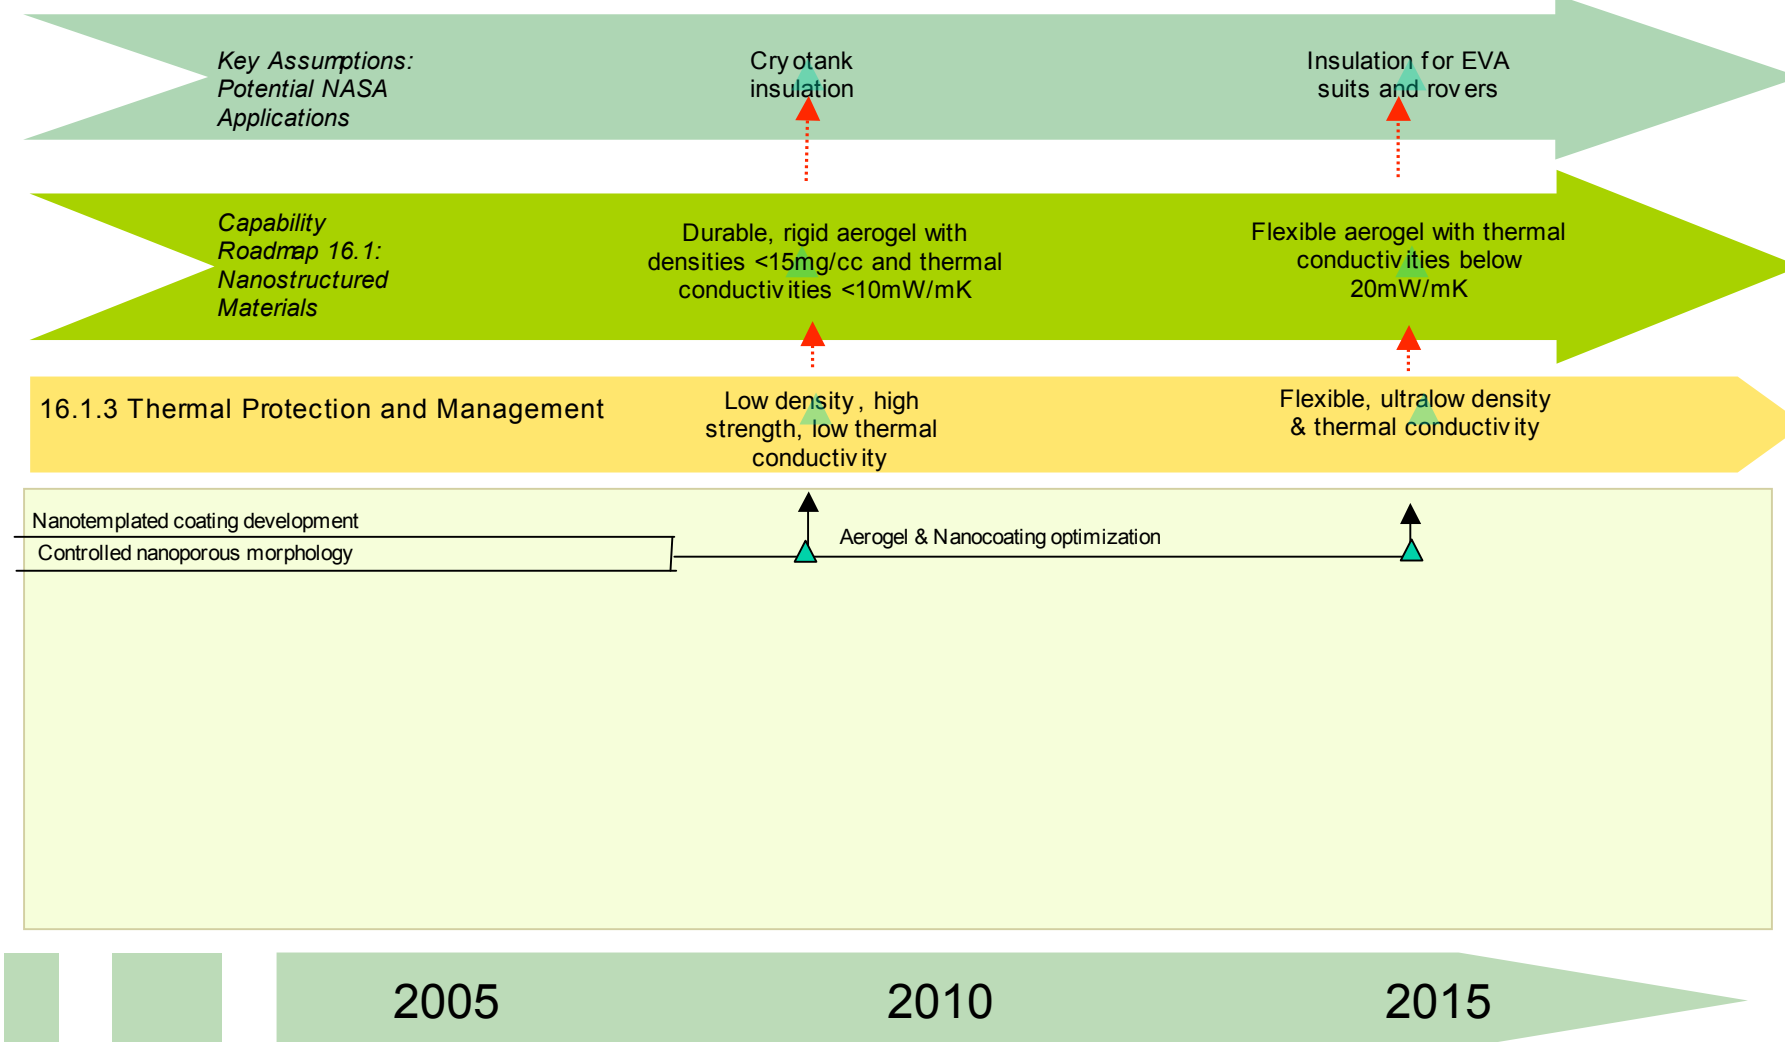 Key Assumptions:
Potential NASA
Applications
Cryotank
insulation
Insulation for EVA
suits and rovers
Capability
Roadmap 16.1:
Nanostructured
Materials
Durable, rigid aerogel with
densities <15mg/cc and thermal
conductivities <10mW/mK
Flexible aerogel with thermal
conductivities below
20mW/mK
16.1.3 Thermal Protection and Management
Low density, high
strength, low thermal
conductivity
Flexible, ultralow density
& thermal conductivity
Nanotemplated coating development
Controlled nanoporous morphology
Aerogel & Nanocoating optimization
2005
2010
2015